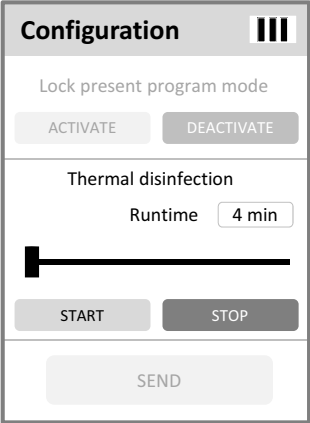 Configuration
Lock present program mode
ACTIVATE DEACTIVATE
Thermal disinfection
Runtime 4 min
START STOP
SEND